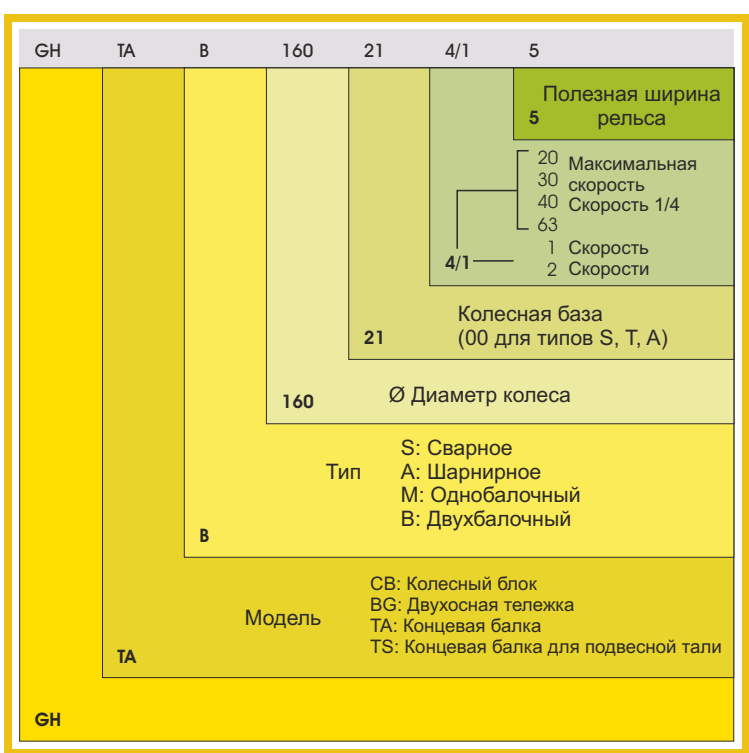 GH TA B 160 21 4/1 5
Полезная ширина
5 рельса
20 Максимальная
30 скорость
40 Скорость 1/4
63
1 Скорость
4/1 2 Скорости
Колесная база
21 (00 для типов S, T, A)
160 Ø Диаметр колеса
S: Сварное
Тип A: Шарнирное
M: Однобалочный
B: Двухбалочный
B
CB: Колесный блок
BG: Двухосная тележка
Модель TA: Концевая балка
TS: Концевая балка для подвесной тали
TA
GH